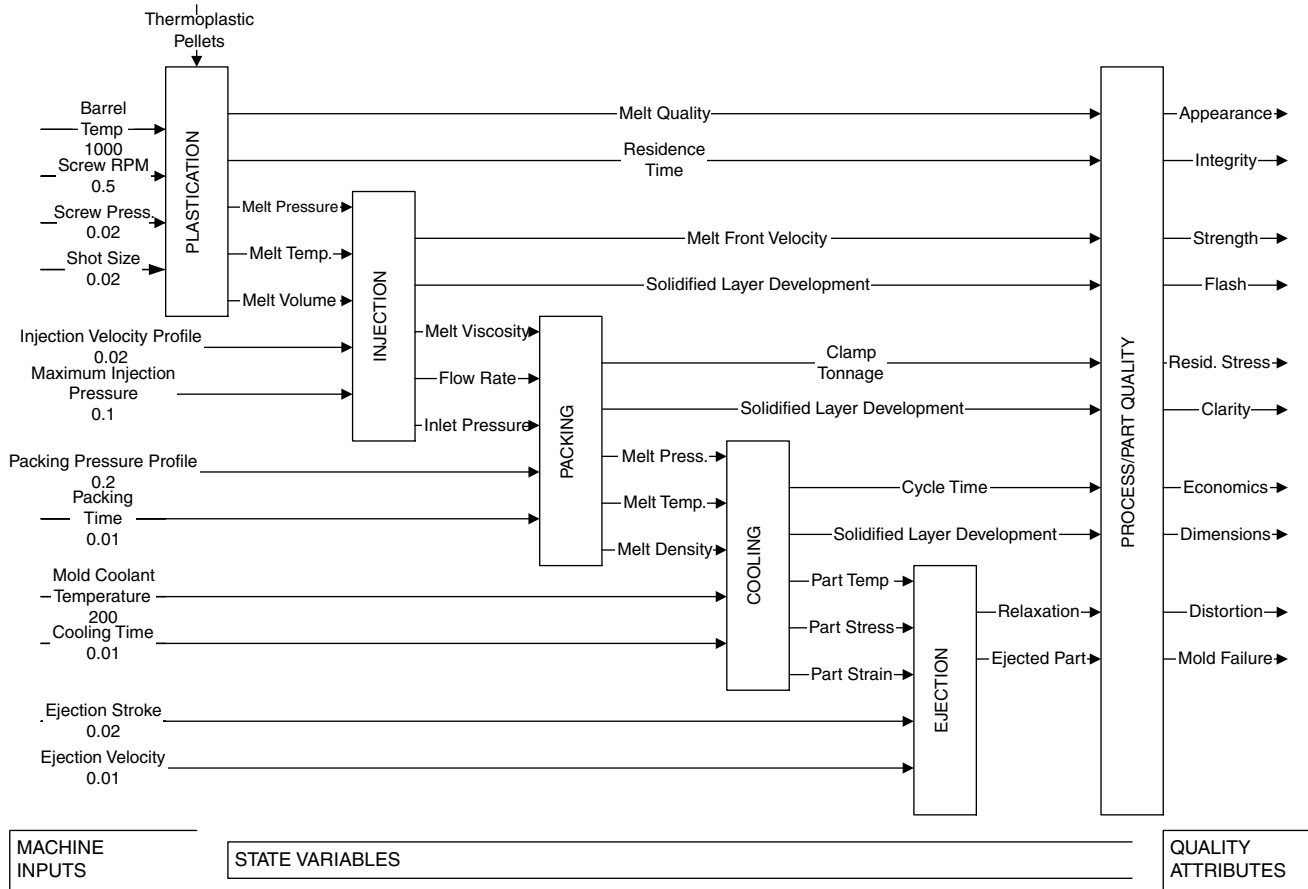 Thermoplastic
Pellets
Barrel
Temp
1000
Screw RPM
0.5
Screw Press.
0.02
Shot Size
0.02
PLASTICATION
Melt Quality
Residence
Time
Melt Pressure
Melt Temp.
Melt Volume
Injection Velocity Profile
0.02
Maximum Injection
Pressure
0.1
INJECTION
Melt Front Velocity
Solidified Layer Development
Melt Viscosity
Flow Rate
Inlet Pressure
Packing Pressure Profile
0.2
Packing
Time
0.01
PACKING
Clamp
Tonnage
Solidified Layer Development
Melt Press.
Melt Temp.
Melt Density
Mold Coolant
Temperature
200
Cooling Time
0.01
COOLING
Cycle Time
Solidified Layer Development
Part Temp
Part Stress
Part Strain
Ejection Stroke
0.02
Ejection Velocity
0.01
EJECTION
Relaxation
Ejected Part
PROCESS/PART QUALITY
Appearance
Integrity
Strength
Flash
Resid. Stress
Clarity
Economics
Dimensions
Distortion
Mold Failure
MACHINE
INPUTS
STATE VARIABLES
QUALITY
ATTRIBUTES